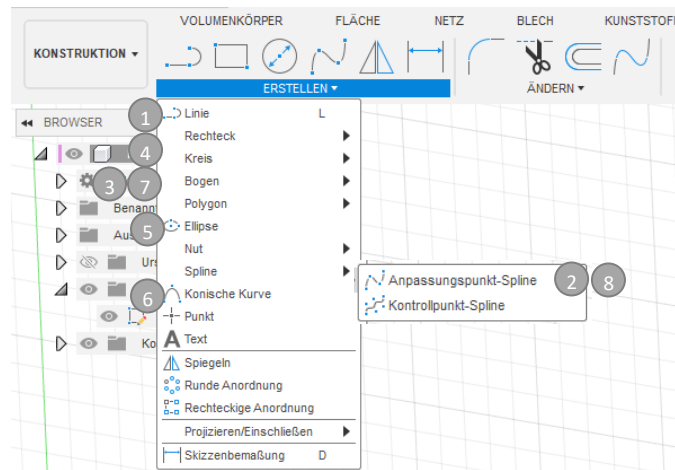 VOLUMENKÖRPER FLÄCHE NETZ BLECH KUNSTSTOF
KONSTRUKTION
ERSTELLEN ÄNDERN
BROWSER
1 Linie L
Rechteck
4 Kreis
3 7 Bogen
Benann Polygon
Aus 5 Ellipse
Nut
Urs Spline
Anpassungspunkt-Spline 2 8
6 Konische Kurve
Kontrollpunkt-Spline
Punkt
A Text
Ko
Spiegeln
Runde Anordnung
Rechteckige Anordnung
Projizieren/Einschließen
Skizzenbemaßung D